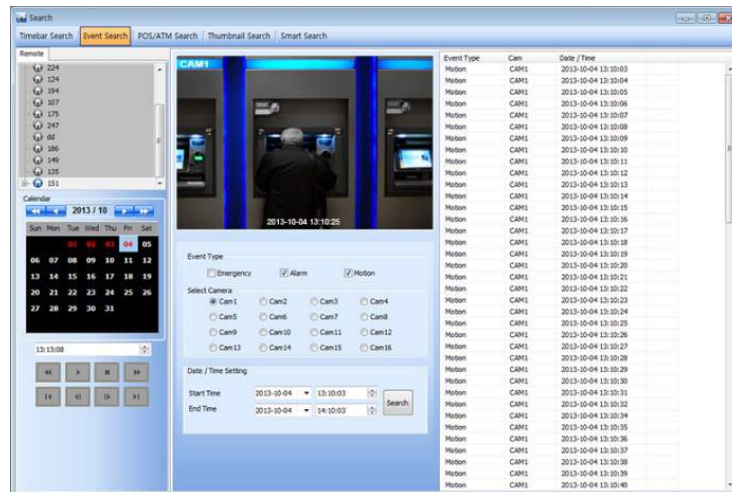 Search
Timebar Search Event Search POS/ATM Search Thumbnail Search Smart Search
Remote
224
124
194
107
175
247
dd
186
149
135
151
Calendar
2013 / 10
Sun Mon Tue Wed Thu Fri Sat
01 02 03 04 05
06 07 08 09 10 11 12
13 14 15 16 17 18 19
20 21 22 23 24 25 26
27 28 29 30 31
13:13:08
CAM1
2013-10-04 13:10:25
Event Type
Emergency Alarm Motion
Select Camera
Cam1 Cam2 Cam3 Cam4
Cam5 Cam6 Cam7 Cam8
Cam9 Cam10 Cam11 Cam12
Cam13 Cam14 Cam15 Cam16
Date / Time Setting
Start Time 2013-10-04 13:10:03
End Time 2013-10-04 14:10:03
Search
Event Type Cam Date / Time
Motion CAM1 2013-10-04 13:10:03
Motion CAM1 2013-10-04 13:10:04
Motion CAM1 2013-10-04 13:10:05
Motion CAM1 2013-10-04 13:10:06
Motion CAM1 2013-10-04 13:10:07
Motion CAM1 2013-10-04 13:10:08
Motion CAM1 2013-10-04 13:10:09
Motion CAM1 2013-10-04 13:10:10
Motion CAM1 2013-10-04 13:10:11
Motion CAM1 2013-10-04 13:10:12
Motion CAM1 2013-10-04 13:10:13
Motion CAM1 2013-10-04 13:10:14
Motion CAM1 2013-10-04 13:10:15
Motion CAM1 2013-10-04 13:10:16
Motion CAM1 2013-10-04 13:10:17
Motion CAM1 2013-10-04 13:10:18
Motion CAM1 2013-10-04 13:10:19
Motion CAM1 2013-10-04 13:10:20
Motion CAM1 2013-10-04 13:10:21
Motion CAM1 2013-10-04 13:10:22
Motion CAM1 2013-10-04 13:10:23
Motion CAM1 2013-10-04 13:10:24
Motion CAM1 2013-10-04 13:10:25
Motion CAM1 2013-10-04 13:10:26
Motion CAM1 2013-10-04 13:10:27
Motion CAM1 2013-10-04 13:10:28
Motion CAM1 2013-10-04 13:10:29
Motion CAM1 2013-10-04 13:10:30
Motion CAM1 2013-10-04 13:10:31
Motion CAM1 2013-10-04 13:10:32
Motion CAM1 2013-10-04 13:10:34
Motion CAM1 2013-10-04 13:10:35
Motion CAM1 2013-10-04 13:10:36
Motion CAM1 2013-10-04 13:10:37
Motion CAM1 2013-10-04 13:10:38
Motion CAM1 2013-10-04 13:10:39
Motion CAM1 2013-10-04 13:10:40